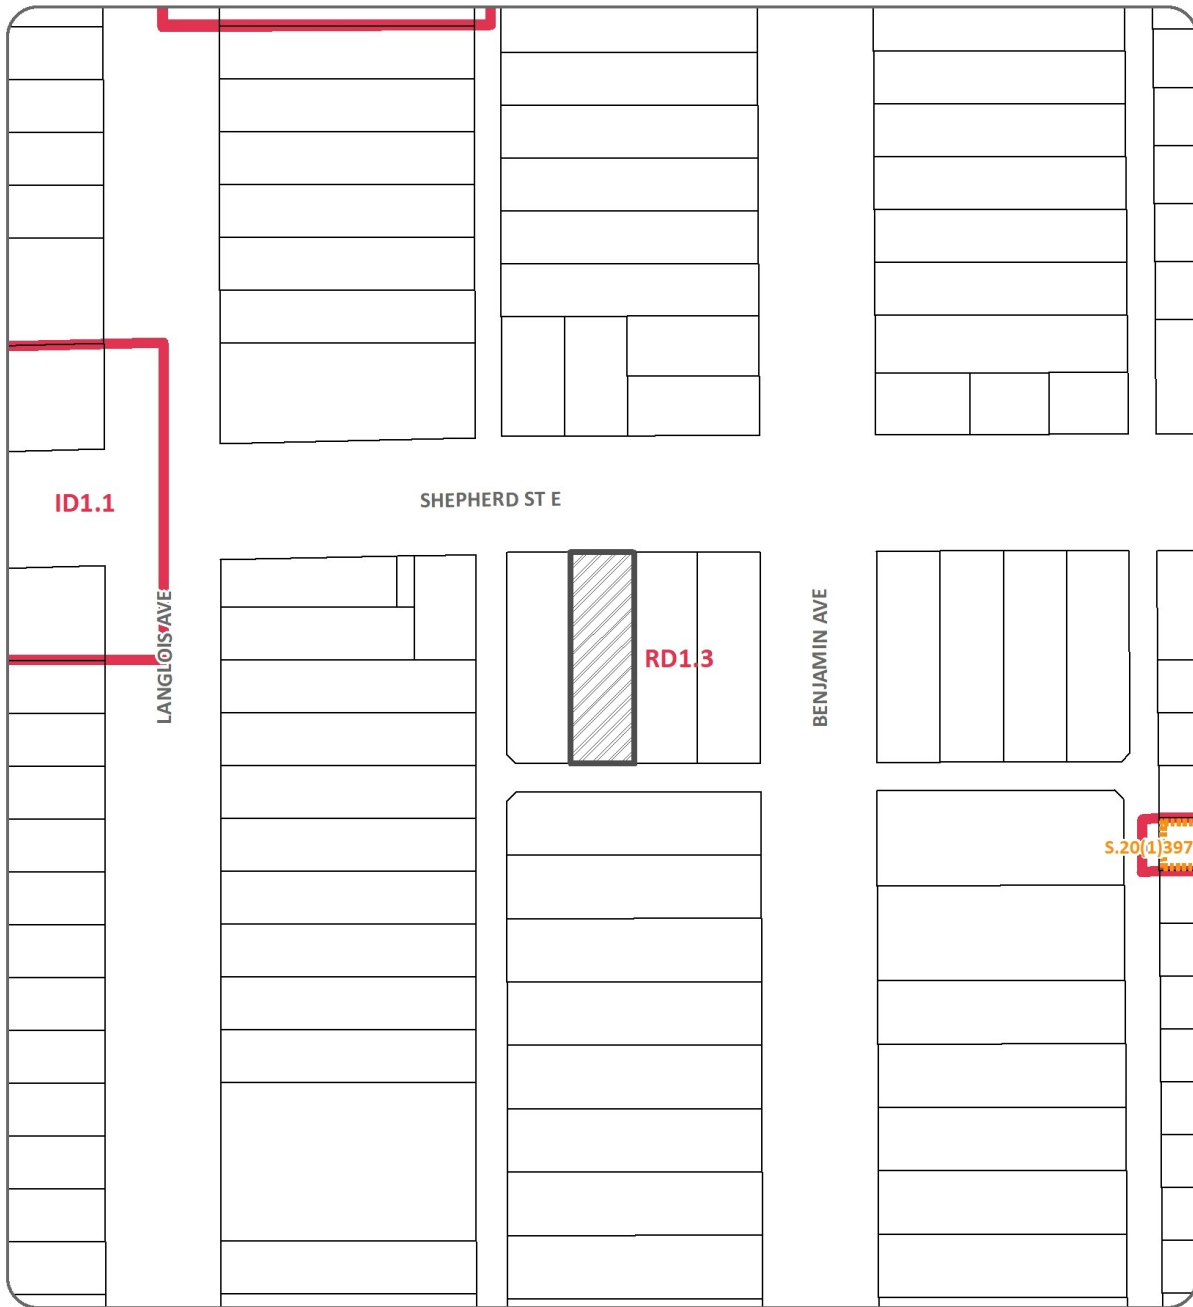 SHEPHERD ST E
ID1.1
LANGLOIS AVE
BENJAMIN AVE
RD1.3
S.20(1)397